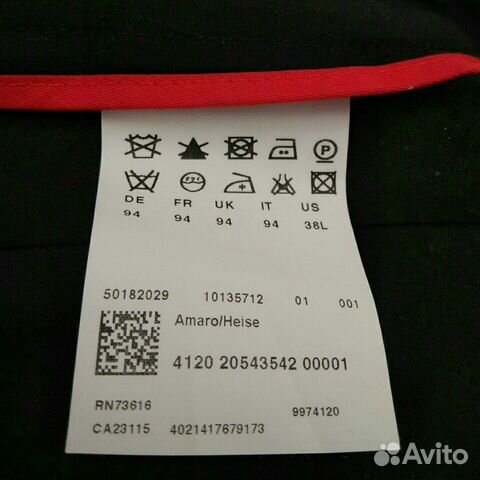 P
DE FR UK IT US
94 94 94 94 38L
50182029 10135712 01 001
Amaro/Heise
4120 20543542 00001
RN73616 9974120
CA23115 4021417679173
Avito